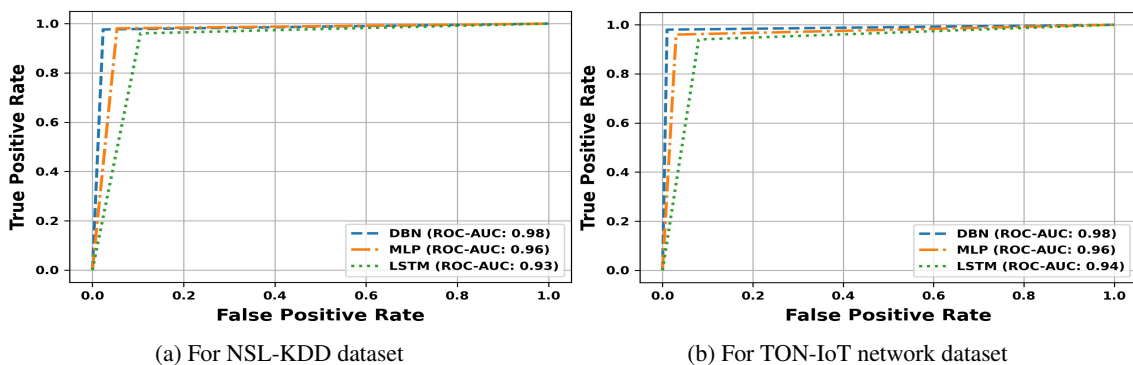 True Positive Rate
1.0
0.8
0.6
0.4
0.2
0.0
DBN (ROC-AUC: 0.98)
MLP (ROC-AUC: 0.96)
LSTM (ROC-AUC: 0.93)
0.0 0.2 0.4 0.6 0.8 1.0
False Positive Rate
(a) For NSL-KDD dataset
True Positive Rate
1.0
0.8
0.6
0.4
0.2
0.0
DBN (ROC-AUC: 0.98)
MLP (ROC-AUC: 0.96)
LSTM (ROC-AUC: 0.94)
0.0 0.2 0.4 0.6 0.8 1.0
False Positive Rate
(b) For TON-IoT network dataset